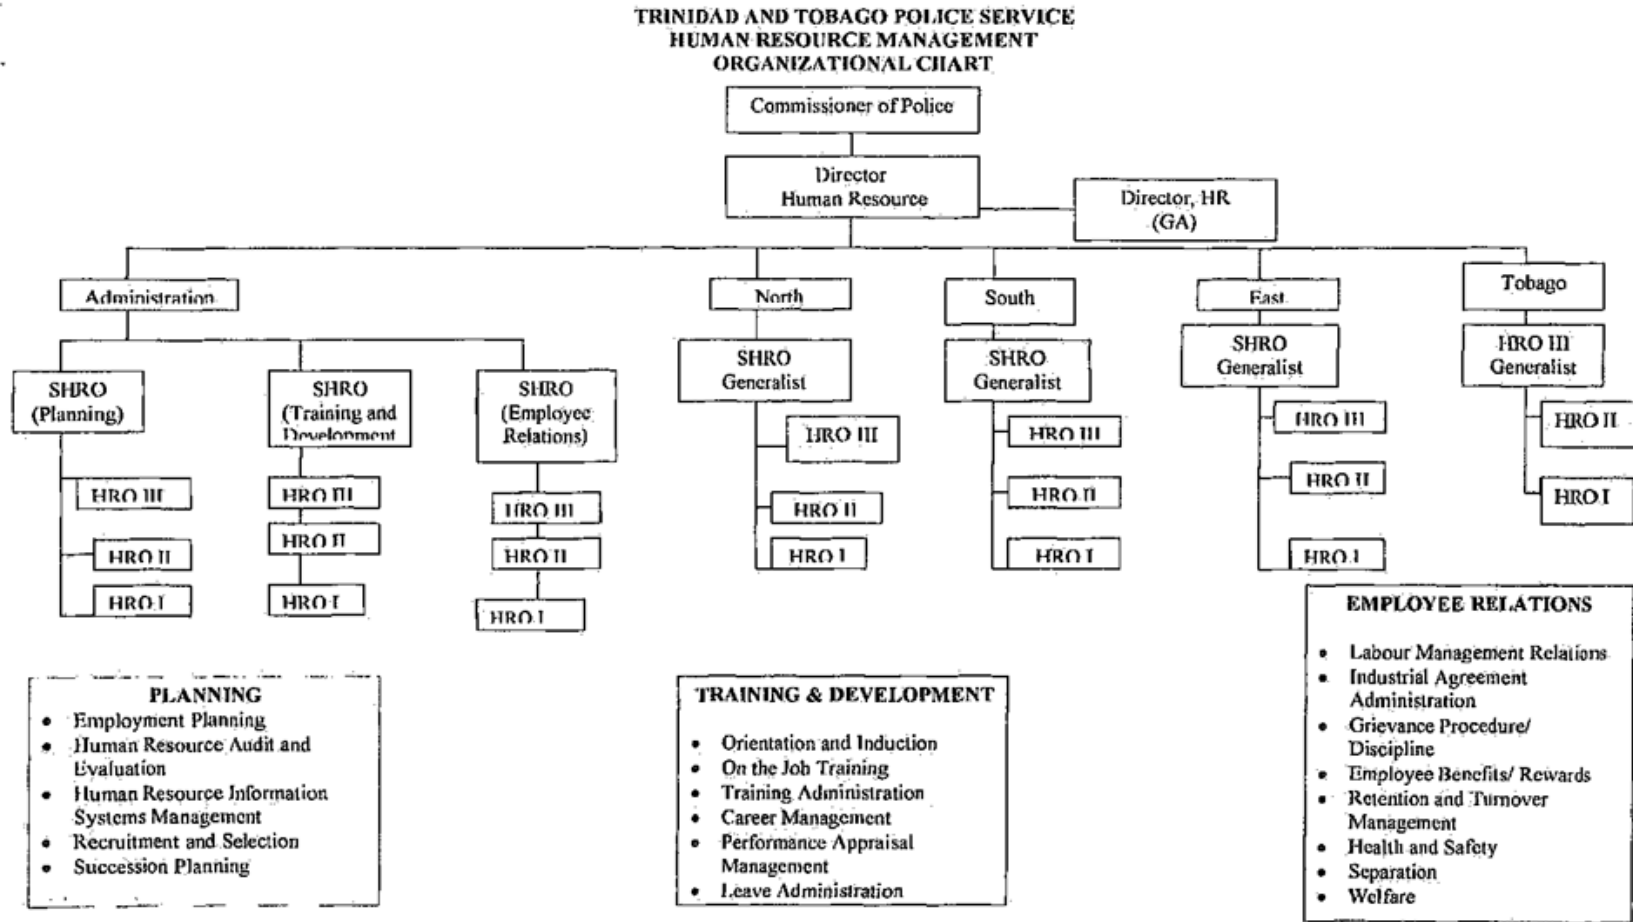 TRINIDAD AND TOBAGO POLICE SERVICE
HUMAN RESOURCE MANAGEMENT
ORGANIZATIONAL CHART
Commissioner of Police
Director
Human Resource
Director, HR
(GA)
Administration
North
South
East
Tobago
SHRO
(Planning)
SHRO
(Training and
Development
SHRO
(Employee
Relations)
SHRO
Generalist
SHRO
Generalist
SHRO
Generalist
HRO III
Generalist
HRO III
HRO II
HRO I
HRO III
HRO II
HRO I
HRO III
HRO II
HRO I
HRO III
HRO II
HRO I
HRO III
HRO II
HRO I
HRO III
HRO II
HRO I
HRO II
HRO I
PLANNING
• Employment Planning
• Human Resource Audit and
Evaluation
• Human Resource Information
Systems Management
• Recruitment and Selection
• Succession Planning
TRAINING & DEVELOPMENT
• Orientation and Induction
• On the Job Training
• Training Administration
• Career Management
• Performance Appraisal
Management
• Leave Administration
EMPLOYEE RELATIONS
• Labour Management Relations
• Industrial Agreement
Administration
• Grievance Procedure/
Discipline
• Employee Benefits/ Rewards
• Retention and Turnover
Management
• Health and Safety
• Separation
• Welfare